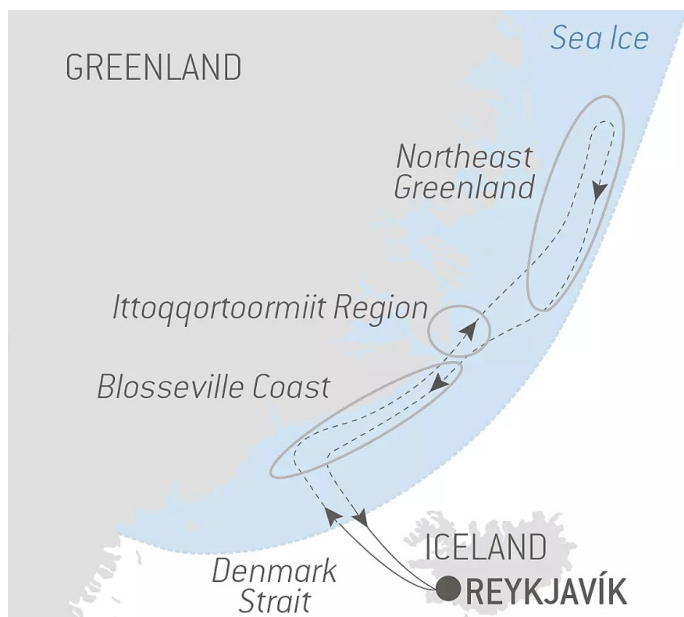 Sea Ice
GREENLAND
Northeast
Greenland
Ittoqqortoormiit Region
Blosseville Coast
ICELAND
Denmark
Strait
REYKJAVÍK